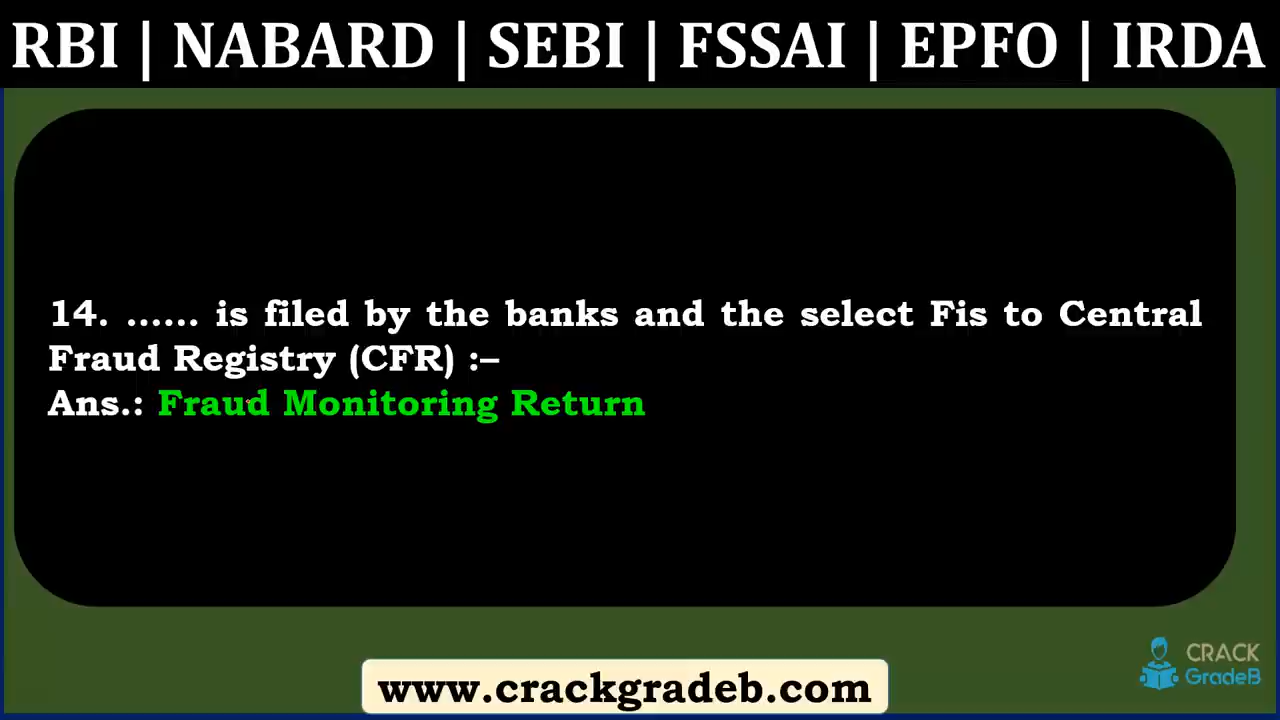 RBI | NABARD | SEBI | FSSAI | EPFO | IRDA
14. ...... is filed by the banks and the select Fis to Central
Fraud Registry (CFR) :–
Ans.: Fraud Monitoring Return
CRACK
GradeB
www.crackgradeb.com